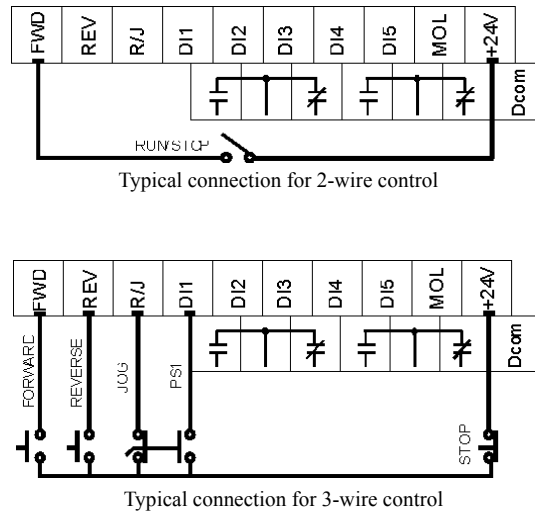 FWD REV R/J DI1 DI2 DI3 DI4 DI5 MOL +24V
Dcom
RUN/STOP
Typical connection for 2-wire control
FWD REV R/J DI1 DI2 DI3 DI4 DI5 MOL +24V
Dcom
FORWARD REVERSE JOG PS1 STOP
Typical connection for 3-wire control